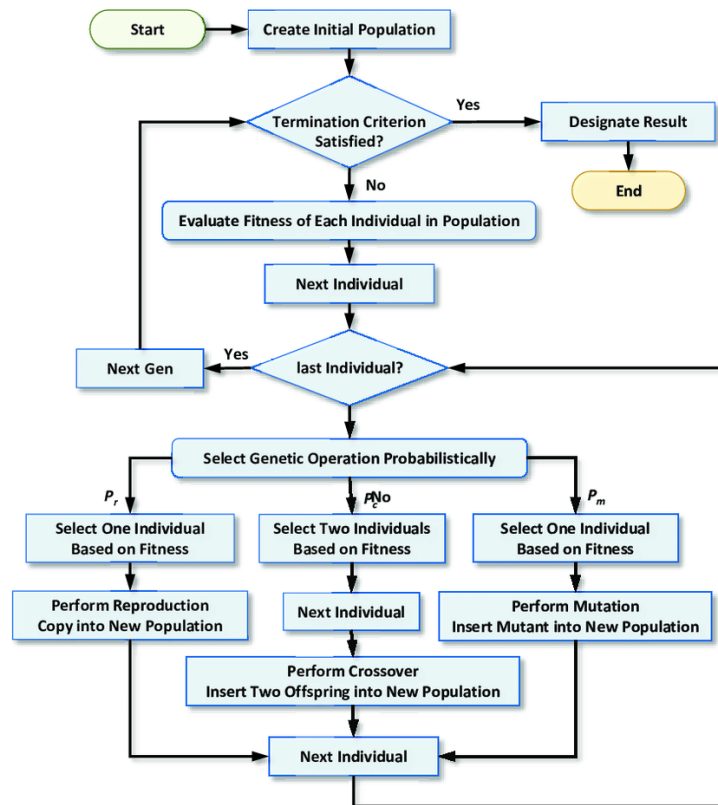 Start
Create Initial Population
Termination Criterion
Satisfied?
Yes
Designate Result
End
No
Evaluate Fitness of Each Individual in Population
Next Individual
last Individual?
Yes
Next Gen
Select Genetic Operation Probabilistically
Pr
Pc
No
Pm
Select One Individual
Based on Fitness
Select Two Individuals
Based on Fitness
Select One Individual
Based on Fitness
Perform Reproduction
Copy into New Population
Next Individual
Perform Mutation
Insert Mutant into New Population
Perform Crossover
Insert Two Offspring into New Population
Next Individual